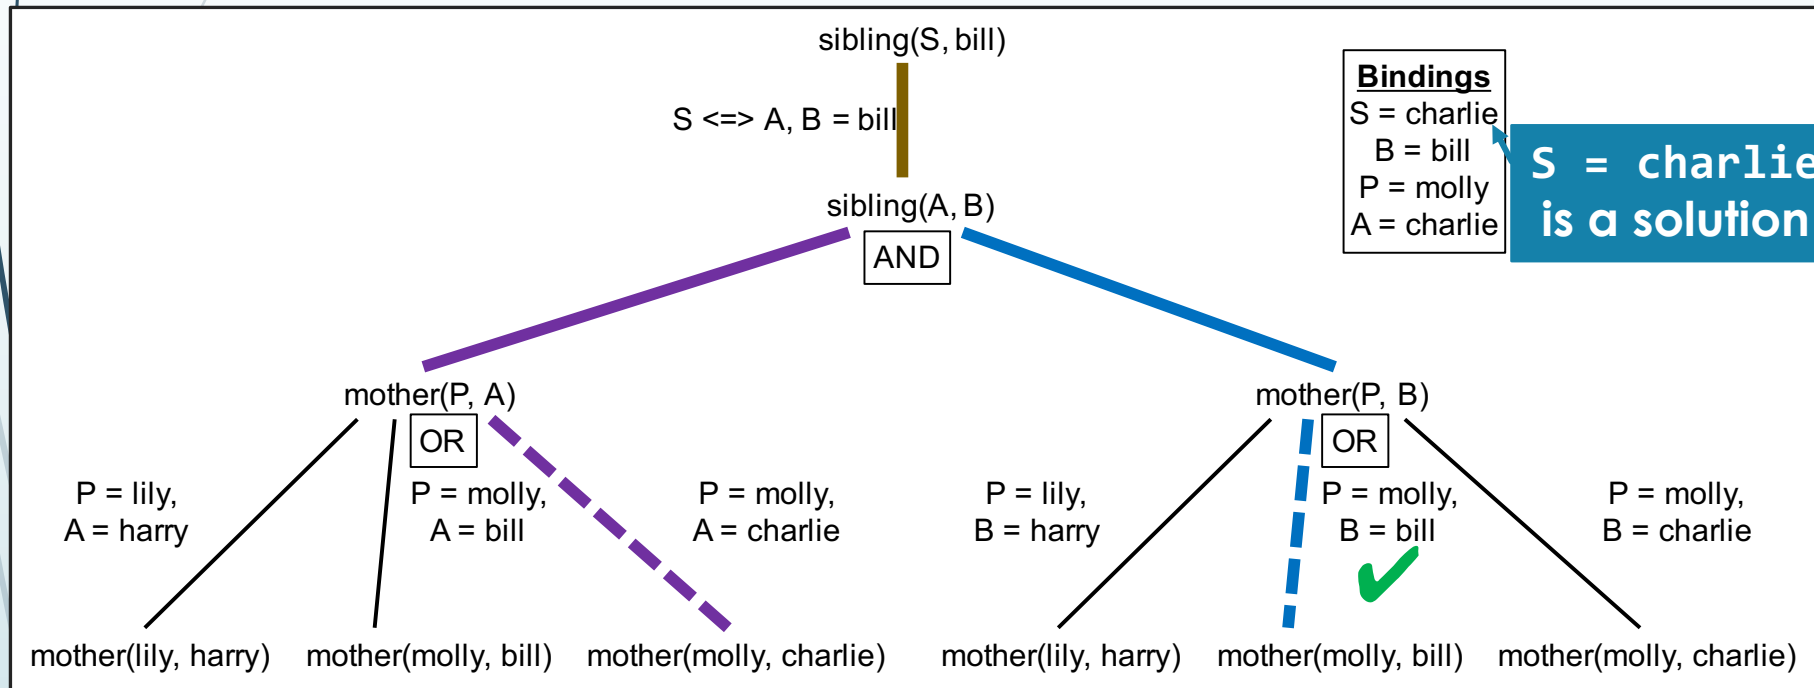 sibling(S, bill)
S <=> A, B = bill
sibling(A, B)
AND
Bindings
S = charlie
B = bill
P = molly
A = charlie
S = charlie
is a solution
mother(P, A)
OR
P = lily,
A = harry
P = molly,
A = bill
P = molly,
A = charlie
mother(P, B)
OR
P = lily,
B = harry
P = molly,
B = bill
P = molly,
B = charlie
mother(lily, harry)
mother(molly, bill)
mother(molly, charlie)
mother(lily, harry)
mother(molly, bill)
mother(molly, charlie)